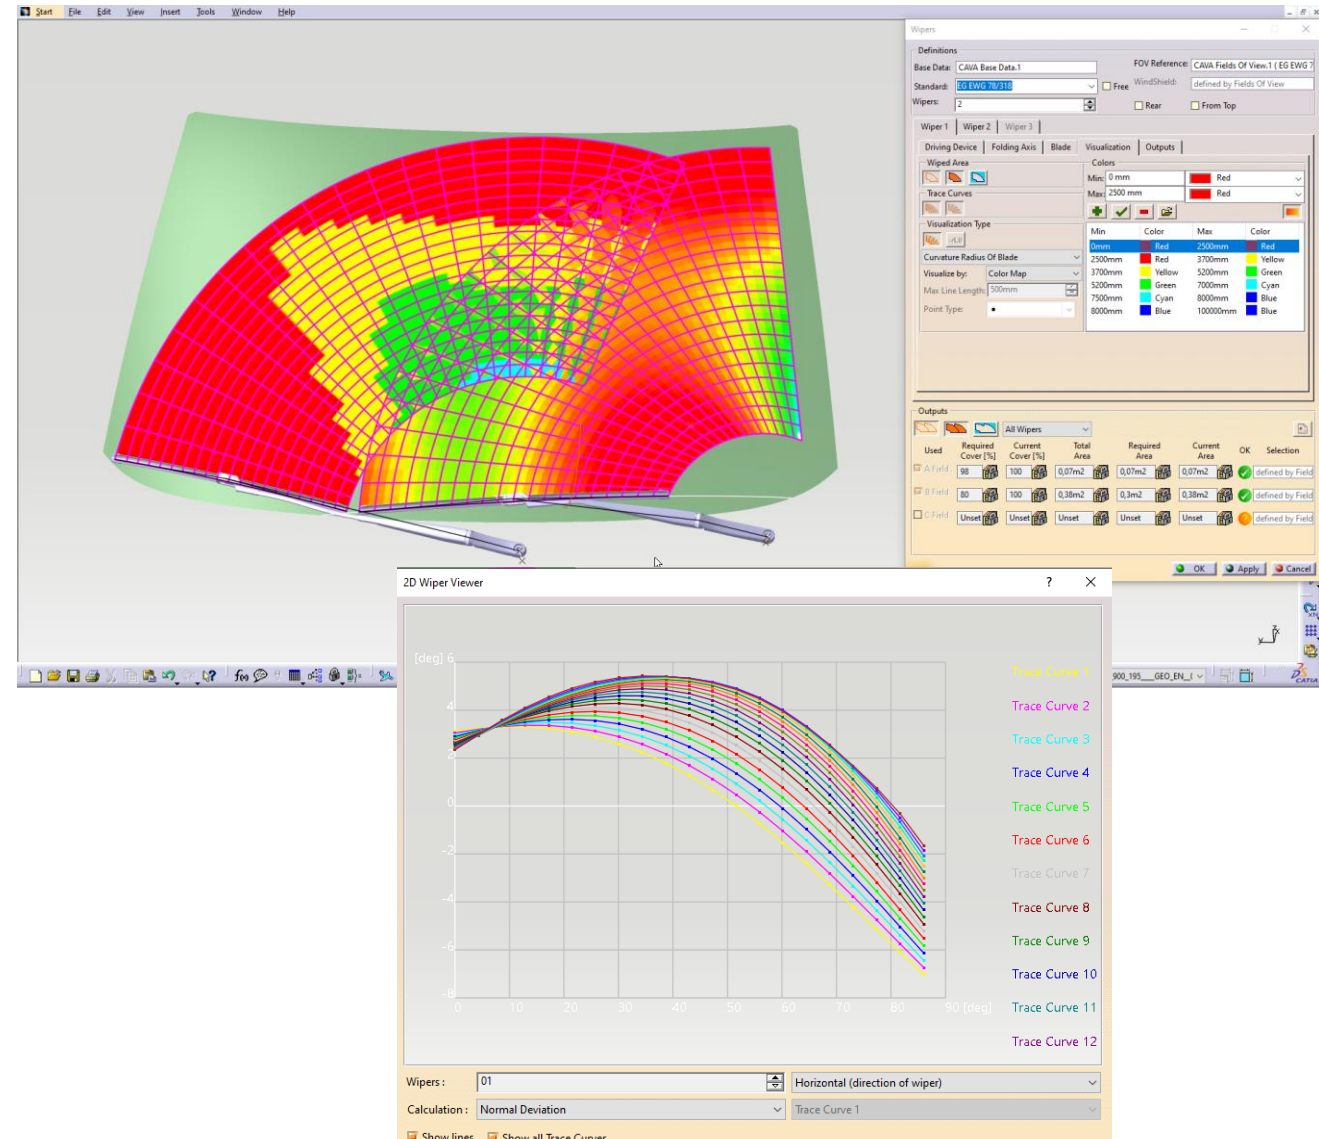 Start File Edit View Insert Tools Window Help
Wipers
Definitions
Base Data: CAVA Base Data.1 FOV Reference: CAVA Fields Of View.1 ( EG EWG 7
Standard: EG EWG 78/318 Free WindShield: defined by Fields Of View
Wipers: 2 Rear From Top
Wiper 1 Wiper 2 Wiper 3
Driving Device Folding Axis Blade Visualization Outputs
Wiped Area
Trace Curves
Visualization Type
Curvature Radius Of Blade
Visualize by: Color Map
Max Line Length: 500mm
Point Type:
Colors
Min: 0 mm Red
Max: 2500 mm Red
Min Color Max Color
0mm Red 2500mm Red
2500mm Red 3700mm Yellow
3700mm Yellow 5200mm Green
5200mm Green 7000mm Cyan
7500mm Cyan 8000mm Blue
8000mm Blue 100000mm Blue
Outputs
All Wipers
Used Required Cover [%] Current Cover [%] Total Area Required Area Current Area OK Selection
A Field 98 100 0,07m2 0,07m2 0,07m2 defined by Field
B Field 80 100 0,38m2 0,3m2 0,38m2 defined by Field
C Field Unset Unset Unset Unset Unset defined by Field
OK Apply Cancel
900_195___GEO_EN__(
CATIA
2D Wiper Viewer ? X
[deg] 6
4
2
0
-2
-4
-6
-8
0 10 20 30 40 50 60 70 80 90 [deg]
Trace Curve 1
Trace Curve 2
Trace Curve 3
Trace Curve 4
Trace Curve 5
Trace Curve 6
Trace Curve 7
Trace Curve 8
Trace Curve 9
Trace Curve 10
Trace Curve 11
Trace Curve 12
Wipers : 01 Horizontal (direction of wiper)
Calculation : Normal Deviation Trace Curve 1
Show lines Show all Trace Curves